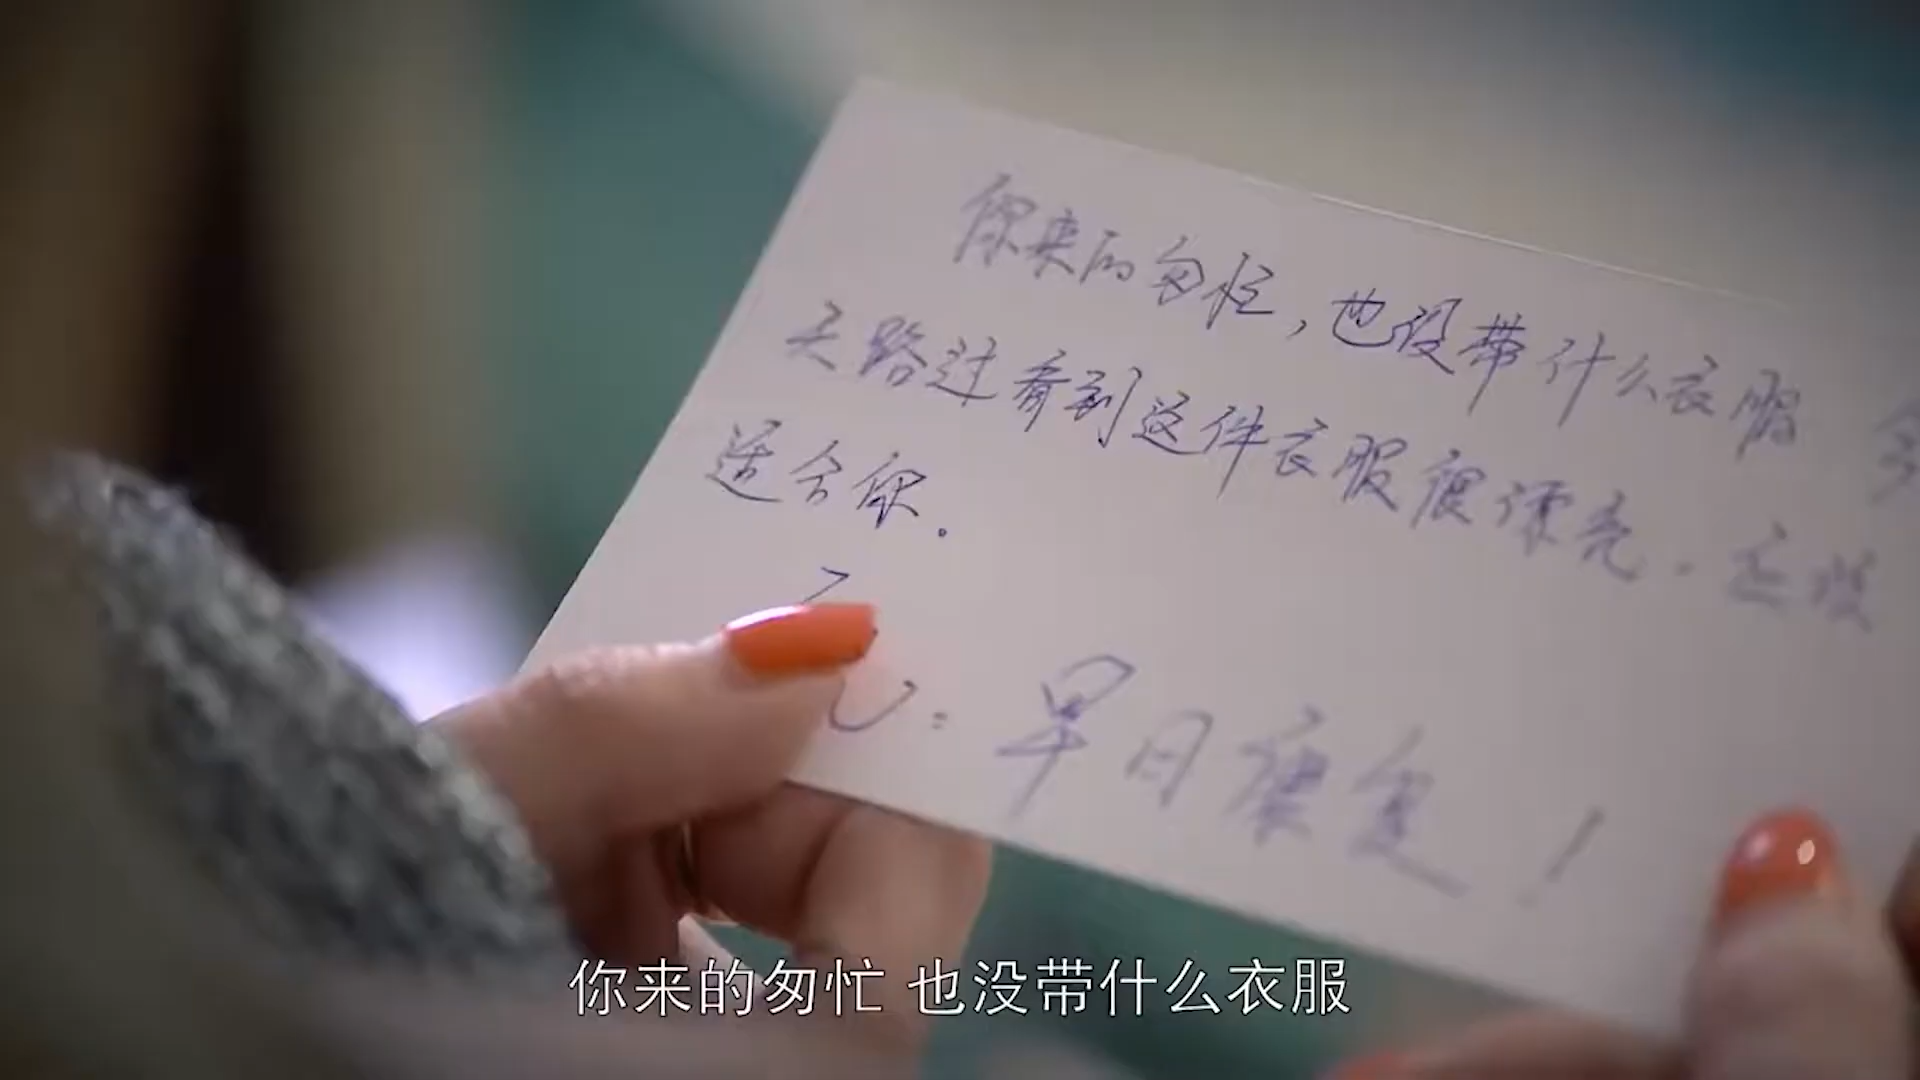 你来的匆忙,也没带什么衣服 今
天路过看到这件衣服很漂亮.应该
适合你.
祝:早日康复!
你来的匆忙 也没带什么衣服